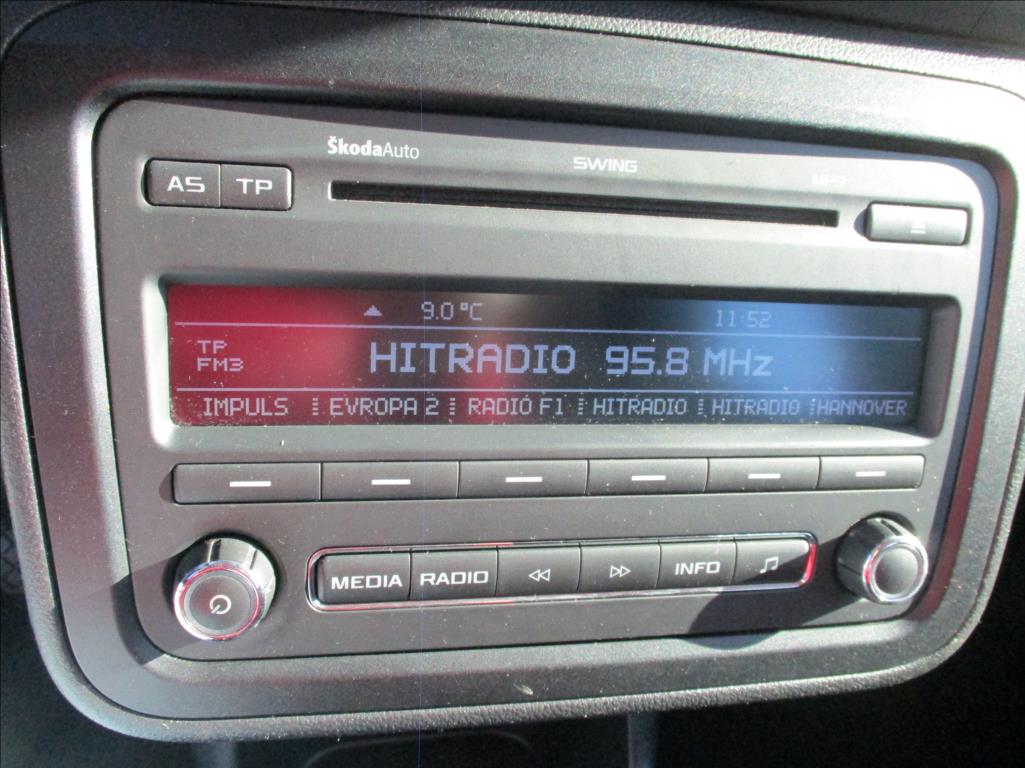 ŠkodaAuto
SWING
MP3
AS TP
9.0 °C 11:52
TP
FM3
HITRADIO 95.8 MHz
IMPULS EVROPA 2 RADIO F1 HITRADIO HITRADIO HANNOVER
MEDIA RADIO INFO